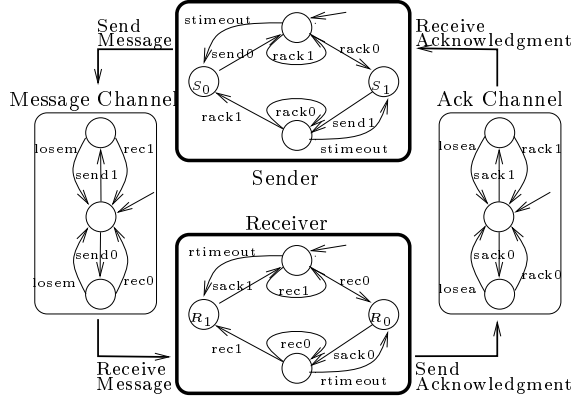 Send
Message
stimeout
send0
rack1
rack0
S0
S1
rack1
rack0
send1
stimeout
Sender
Receive
Acknowledgment
Message Channel
losem
rec1
send1
send0
losem
rec0
Ack Channel
losea
rack1
sack1
sack0
losea
rack0
Receiver
rtimeout
sack1
rec1
rec0
R1
R0
rec1
rec0
sack0
rtimeout
Receive
Message
Send
Acknowledgment